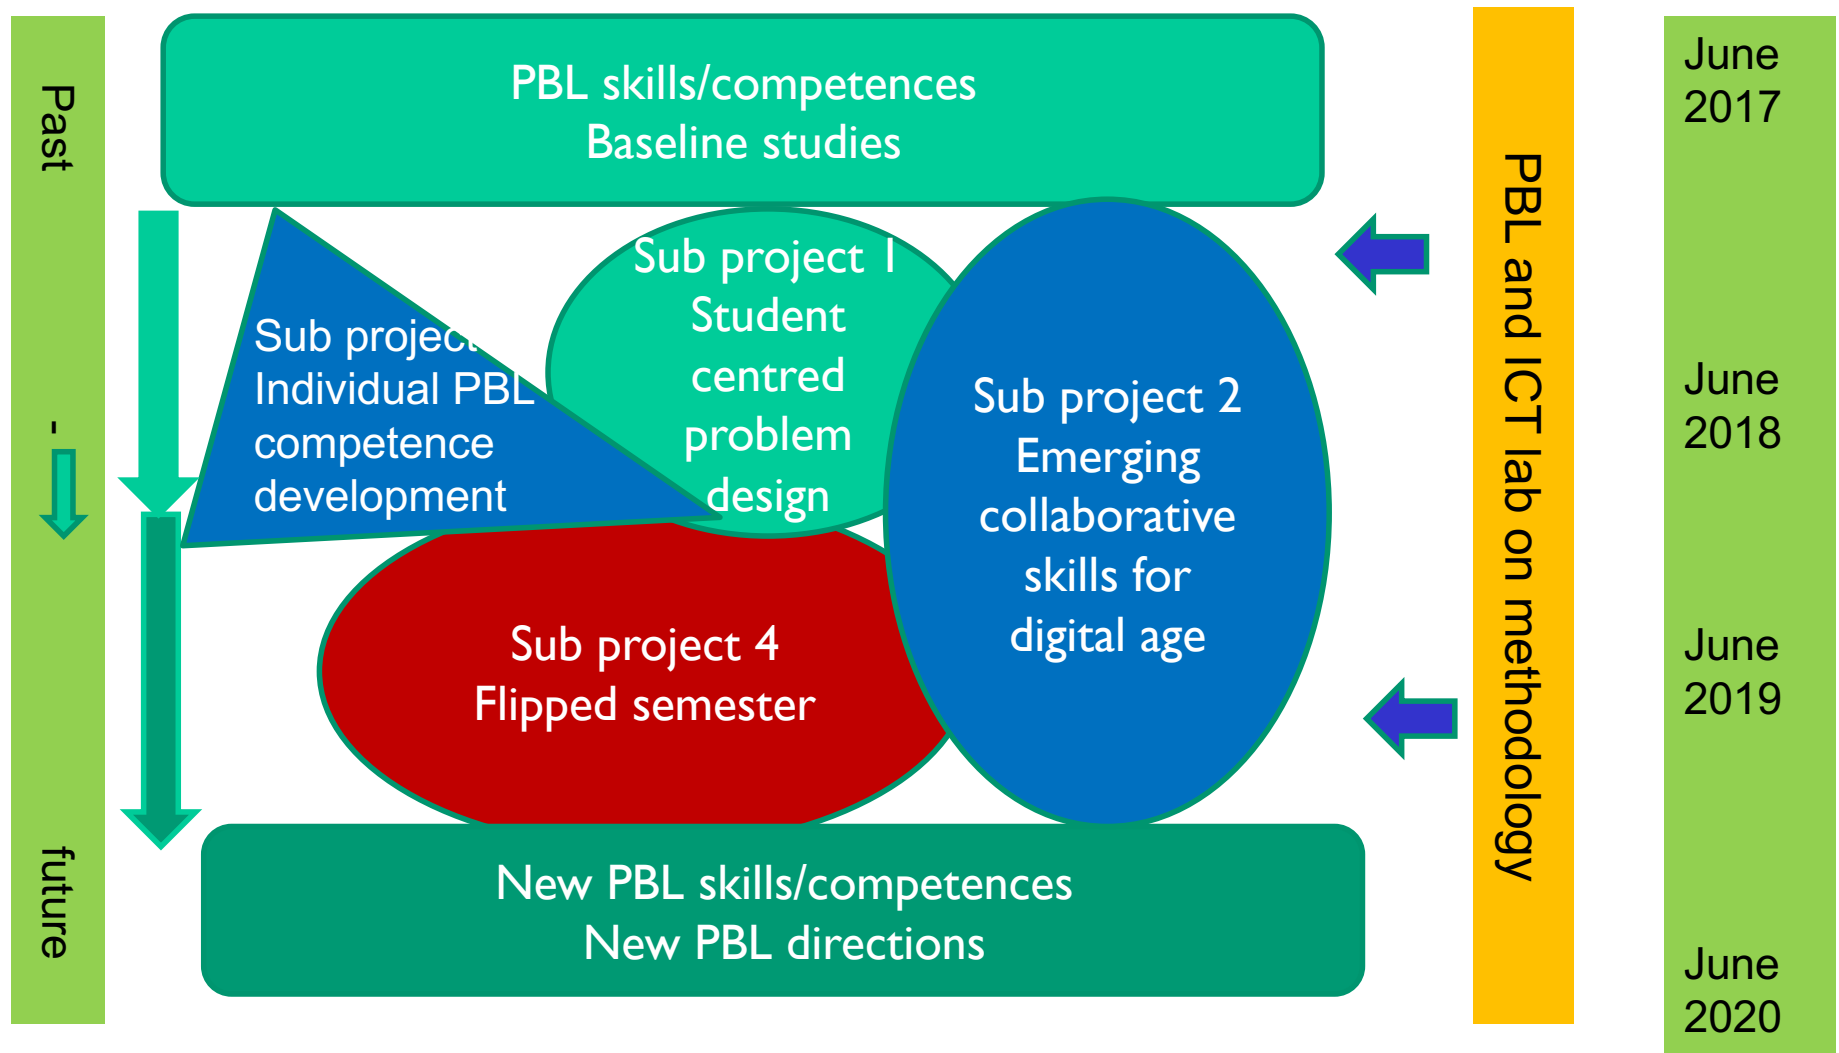 Past
-
future
PBL skills/competences
Baseline studies
Sub project
Individual PBL
competence
development
Sub project 1
Student
centred
problem
design
Sub project 2
Emerging
collaborative
skills for
digital age
Sub project 4
Flipped semester
New PBL skills/competences
New PBL directions
PBL and ICT lab on methodology
June
2017
June
2018
June
2019
June
2020